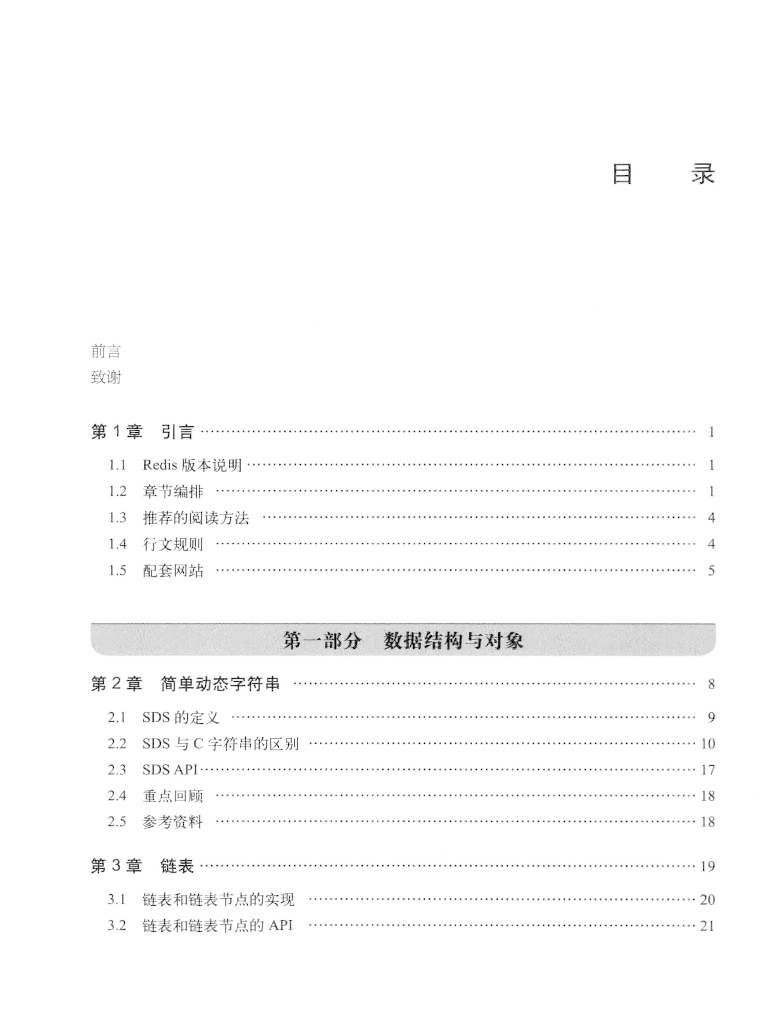 目 录
前言
致谢
第 1 章 引言 ………………………………………… 1
1.1 Redis 版本说明 ………………………………………… 1
1.2 章节编排 ………………………………………… 1
1.3 推荐的阅读方法 ………………………………………… 4
1.4 行文规则 ………………………………………… 4
1.5 配套网站 ………………………………………… 5
第一部分 数据结构与对象
第 2 章 简单动态字符串 ………………………………………… 8
2.1 SDS 的定义 ………………………………………… 9
2.2 SDS 与 C 字符串的区别 ………………………………………… 10
2.3 SDS API ………………………………………… 17
2.4 重点回顾 ………………………………………… 18
2.5 参考资料 ………………………………………… 18
第 3 章 链表 ………………………………………… 19
3.1 链表和链表节点的实现 ………………………………………… 20
3.2 链表和链表节点的 API ………………………………………… 21